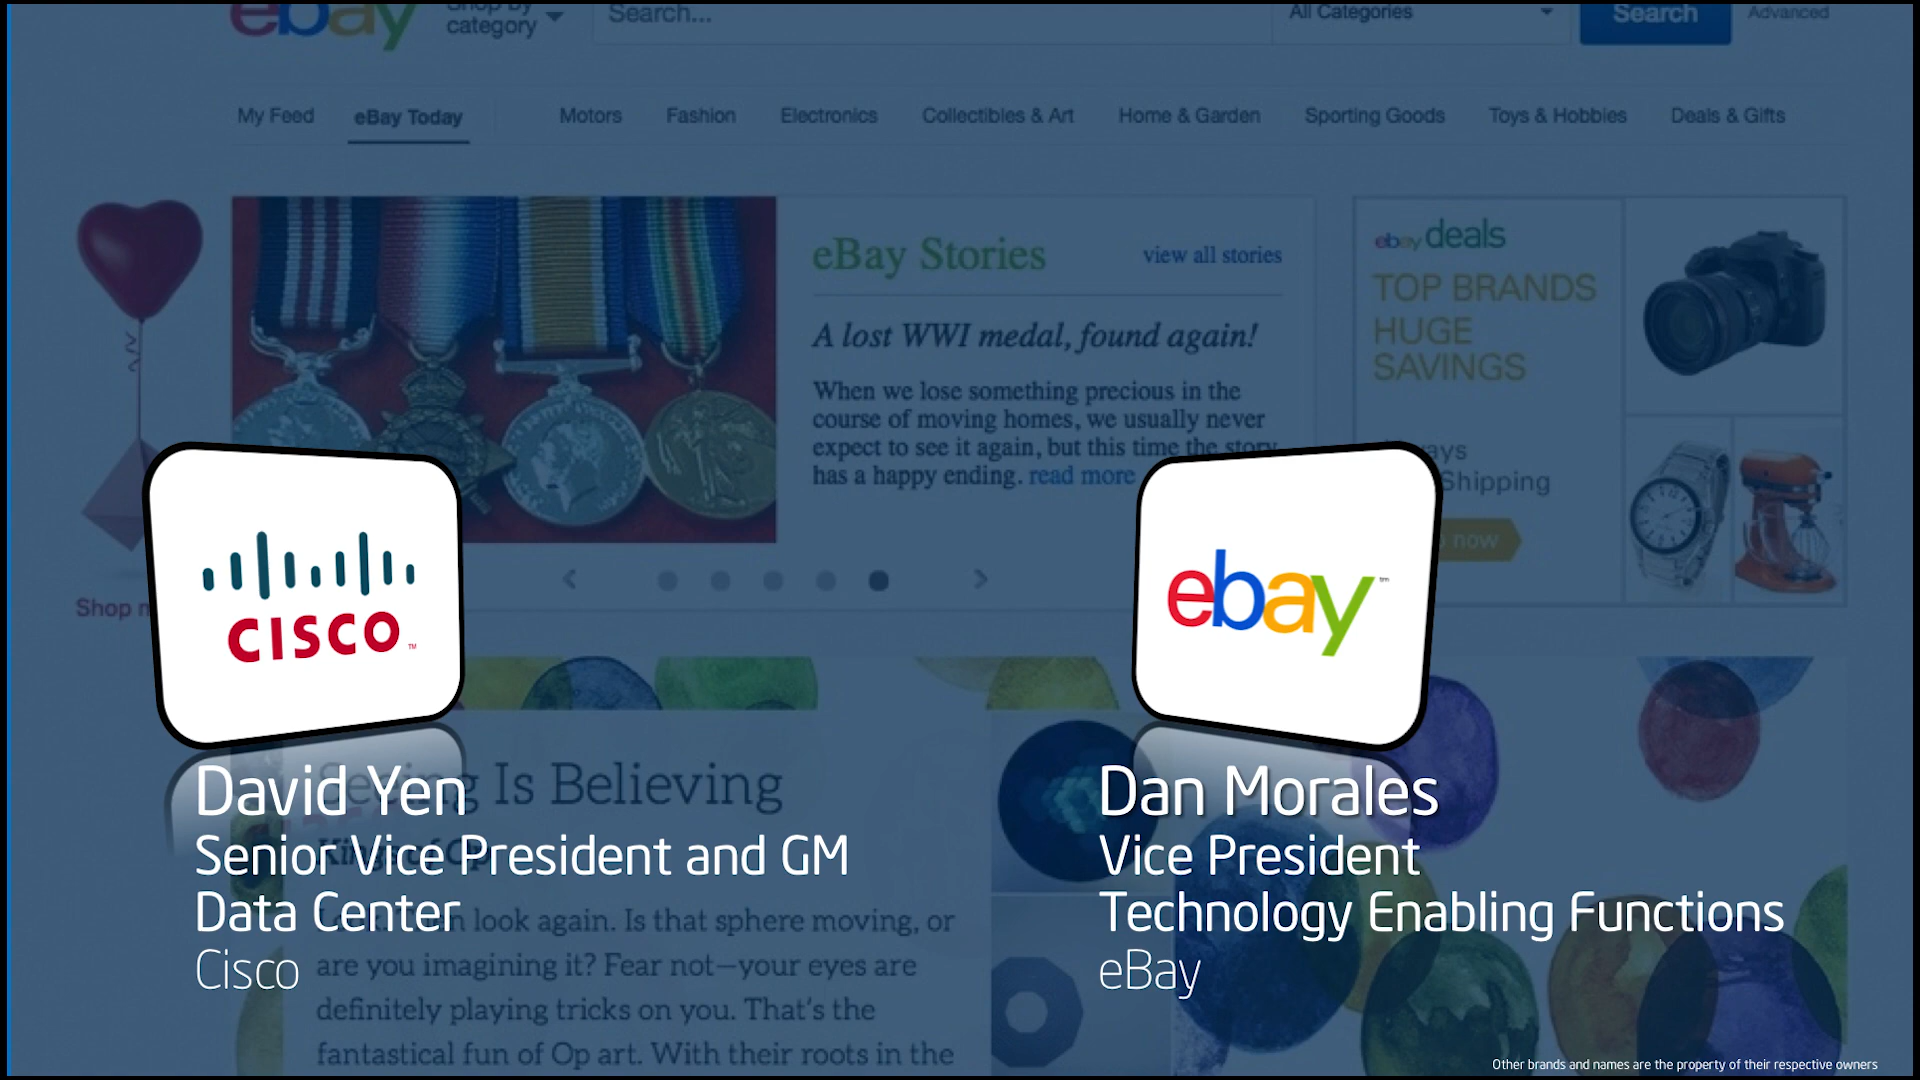 ebay
Shop by
category
Search...
All Categories
Search
Advanced
My Feed
eBay Today
Motors
Fashion
Electronics
Collectibles & Art
Home & Garden
Sporting Goods
Toys & Hobbies
Deals & Gifts
eBay Stories
view all stories
A lost WWI medal, found again!
When we lose something precious in the
course of moving homes, we usually never
expect to see it again, but this time the story
has a happy ending. read more
ebay deals
TOP BRANDS
HUGE
SAVINGS
Shipping
now
Shop
CISCO™
ebay™
Is Believing
look again. Is that sphere moving, or
are you imagining it? Fear not—your eyes are
definitely playing tricks on you. That's the
fantastical fun of Op art. With their roots in the
David Yen
Senior Vice President and GM
Data Center
Cisco
Dan Morales
Vice President
Technology Enabling Functions
eBay
Other brands and names are the property of their respective owners